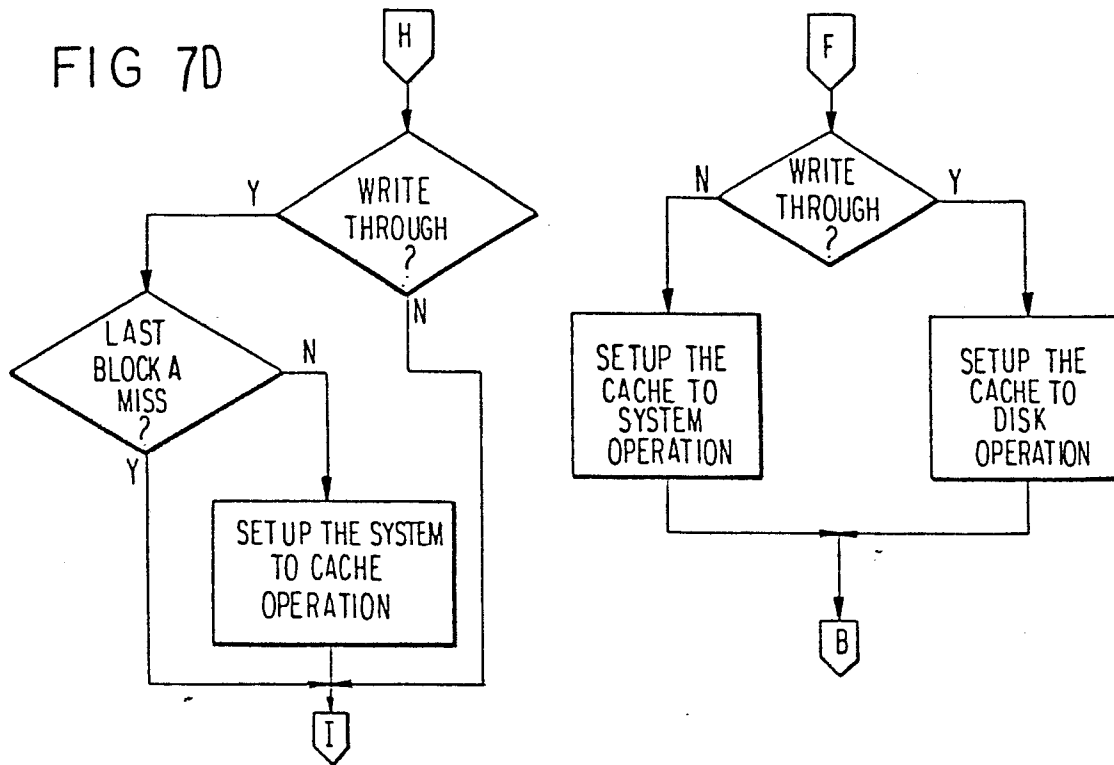 FIG 7D
H
WRITE
THROUGH
?
Y
N
LAST
BLOCK A
MISS
?
N
Y
SETUP THE SYSTEM
TO CACHE
OPERATION
I
F
WRITE
THROUGH
?
N
Y
SETUP THE
CACHE TO
SYSTEM
OPERATION
SETUP THE
CACHE TO
DISK
OPERATION
B